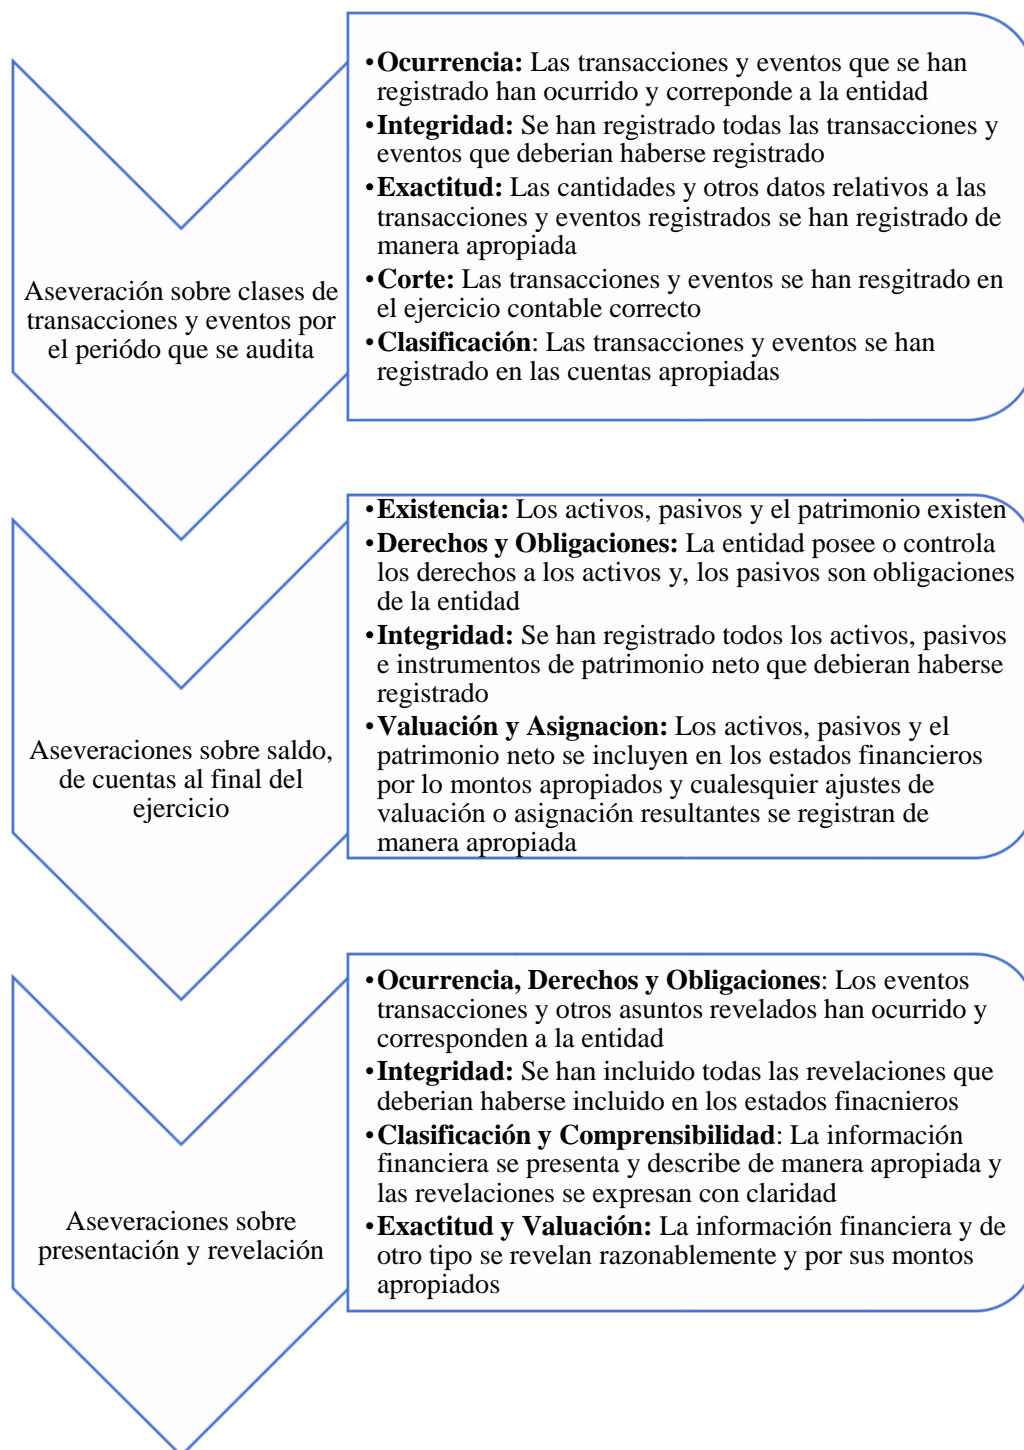 Aseveración sobre clases de
transacciones y eventos por
el periódo que se audita
•Ocurrencia: Las transacciones y eventos que se han
registrado han ocurrido y correponde a la entidad
•Integridad: Se han registrado todas las transacciones y
eventos que deberian haberse registrado
•Exactitud: Las cantidades y otros datos relativos a las
transacciones y eventos registrados se han registrado de
manera apropiada
•Corte: Las transacciones y eventos se han resgitrado en
el ejercicio contable correcto
•Clasificación: Las transacciones y eventos se han
registrado en las cuentas apropiadas
Aseveraciones sobre saldo,
de cuentas al final del
ejercicio
•Existencia: Los activos, pasivos y el patrimonio existen
•Derechos y Obligaciones: La entidad posee o controla
los derechos a los activos y, los pasivos son obligaciones
de la entidad
•Integridad: Se han registrado todos los activos, pasivos
e instrumentos de patrimonio neto que debieran haberse
registrado
•Valuación y Asignacion: Los activos, pasivos y el
patrimonio neto se incluyen en los estados financieros
por lo montos apropiados y cualesquier ajustes de
valuación o asignación resultantes se registran de
manera apropiada
Aseveraciones sobre
presentación y revelación
•Ocurrencia, Derechos y Obligaciones: Los eventos
transacciones y otros asuntos revelados han ocurrido y
corresponden a la entidad
•Integridad: Se han incluido todas las revelaciones que
deberian haberse incluido en los estados finacnieros
•Clasificación y Comprensibilidad: La información
financiera se presenta y describe de manera apropiada y
las revelaciones se expresan con claridad
•Exactitud y Valuación: La información financiera y de
otro tipo se revelan razonablemente y por sus montos
apropiados